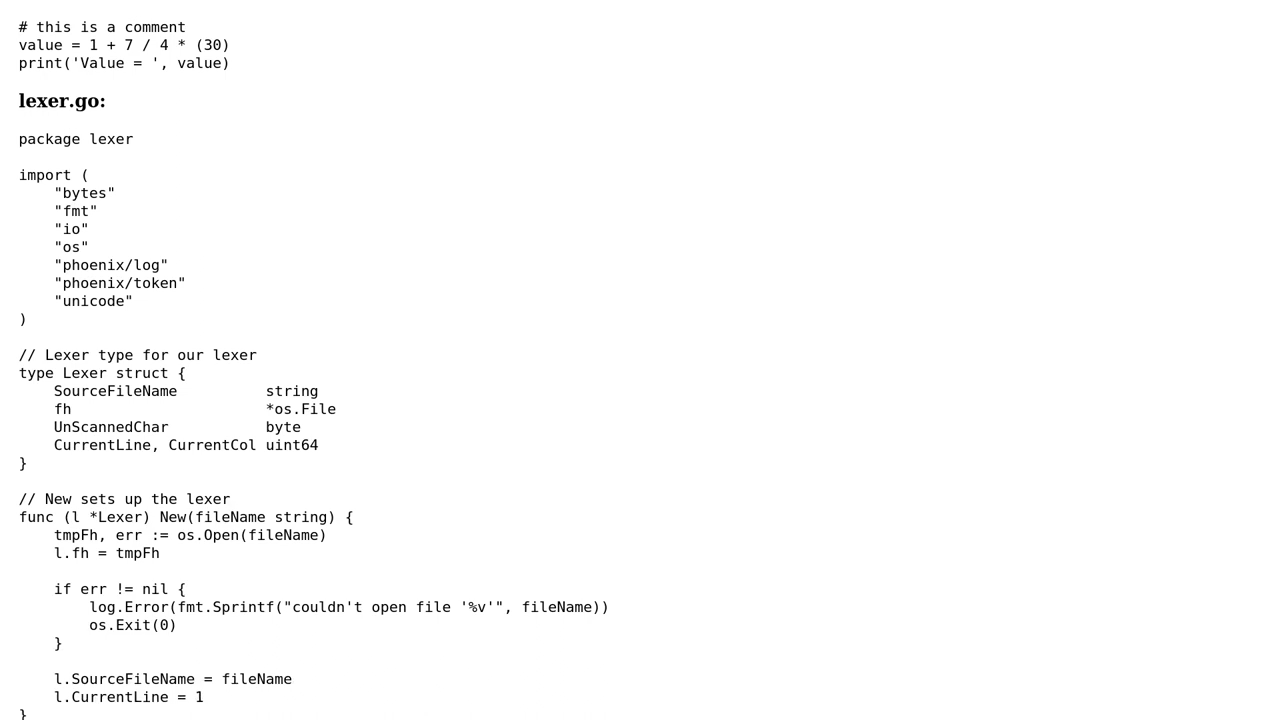 # this is a comment
value = 1 + 7 / 4 * (30)
print('Value = ', value)
lexer.go:
package lexer
import (
    "bytes"
    "fmt"
    "io"
    "os"
    "phoenix/log"
    "phoenix/token"
    "unicode"
)
// Lexer type for our lexer
type Lexer struct {
    SourceFileName          string
    fh                      *os.File
    UnScannedChar           byte
    CurrentLine, CurrentCol uint64
}
// New sets up the lexer
func (l *Lexer) New(fileName string) {
    tmpFh, err := os.Open(fileName)
    l.fh = tmpFh
    if err != nil {
        log.Error(fmt.Sprintf("couldn't open file '%v'", fileName))
        os.Exit(0)
    }
    l.SourceFileName = fileName
    l.CurrentLine = 1
}